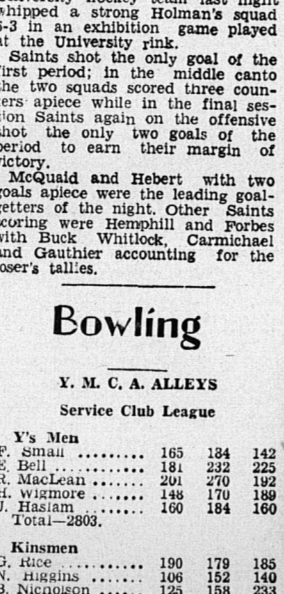 University hockey team last night
whipped a strong Holman's squad
6-3 in an exhibition game played
at the University rink.
Saints shot the only goal of the
first period; in the middle canto
the two squads scored three coun-
ters apiece while in the final ses-
sion Saints again on the offensive
shot the only two goals of the
period to earn their margin of
victory.
McQuaid and Hebert with two
goals apiece were the leading goal-
getters of the night. Other Saints
scoring were Hemphill and Forbes
with Buck Whitlock, Carmichael
and Gauthier accounting for the
loser's tallies.
Bowling
Y. M. C. A. ALLEYS
Service Club League
Y's Men
F. Small ......... 165 184 142
E. Bell ............ 181 232 225
R. MacLean ......... 201 270 192
H. Wigmore ....... 148 170 189
J. Haslam .......... 160 184 160
Total—2803.
Kinsmen
G. Rice ............ 190 179 185
N. Higgins ....... 106 152 140
B. Nicholson ..... 125 158 233